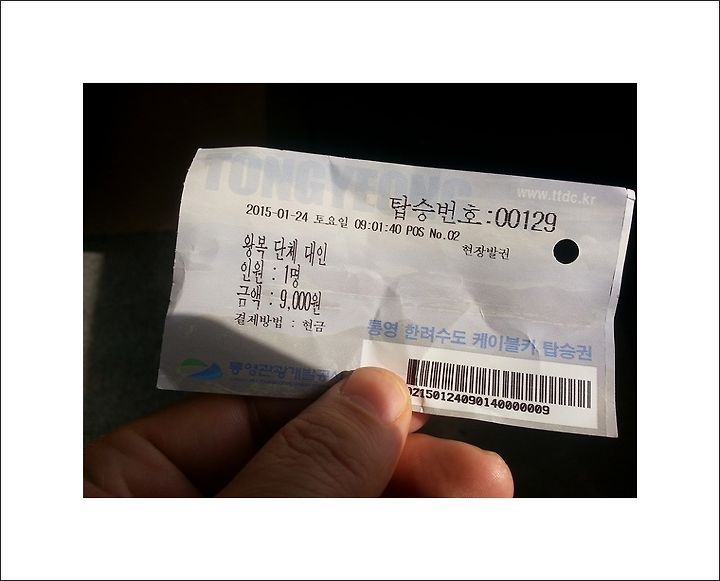 TONGYEONG
www.ttdc.kr
탑승번호:00129
2015-01-24 토요일 09:01:40 POS No.02
현장발권
왕복 단체 대인
인원 : 1명
금액 : 9,000원
결제방법 : 현금
통영 한려수도 케이블카 탑승권
통영관광개발공
02150124090140000009